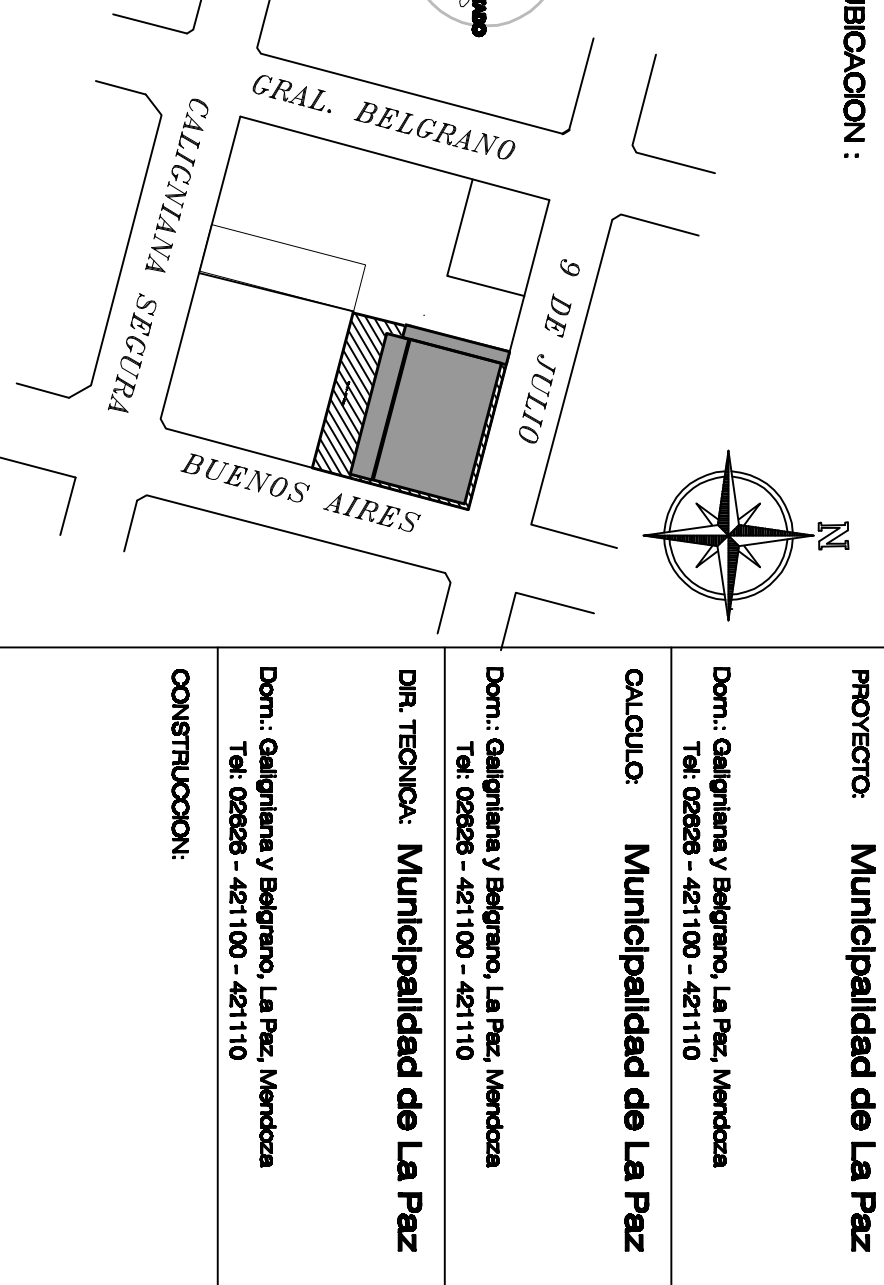 UBICACION :
N
GRAL. BELGRANO
9 DE JULIO
CALIGNIANA SEGURA
BUENOS AIRES
PROYECTO: Municipalidad de La Paz
Dom.: Galigniana y Belgrano, La Paz, Mendoza
Tel: 02626 - 421100 - 421110
CALCULO: Municipalidad de La Paz
Dom.: Galigniana y Belgrano, La Paz, Mendoza
Tel: 02626 - 421100 - 421110
DIR. TECNICA: Municipalidad de La Paz
Dom.: Galigniana y Belgrano, La Paz, Mendoza
Tel: 02626 - 421100 - 421110
CONSTRUCCION: